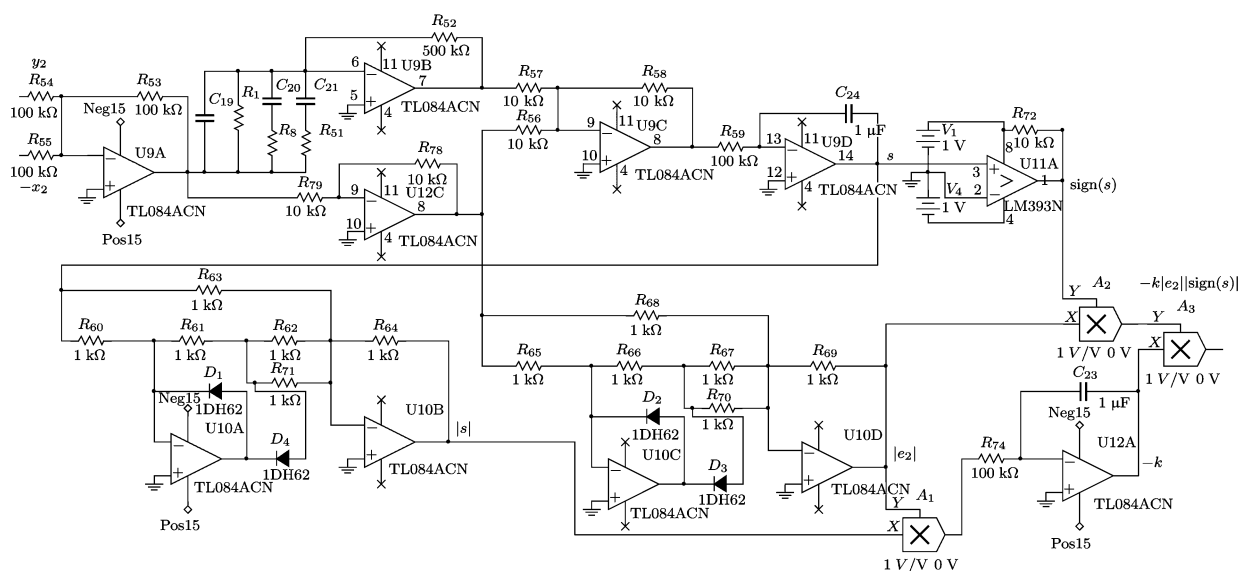 y2
R54
100 kΩ
R53
100 kΩ
Neg15
R55
100 kΩ
−x2
U9A
TL084ACN
Pos15
C19
R1
C20
R8
C21
R51
R52
500 kΩ
6
5
11
U9B
7
4
TL084ACN
R79
10 kΩ
R78
10 kΩ
U12C
9
10
11
8
4
TL084ACN
R57
10 kΩ
R56
10 kΩ
R58
10 kΩ
9
10
11
U9C
8
4
TL084ACN
R59
100 kΩ
C24
1 μF
13
12
11
U9D
14
4
TL084ACN
s
V1
1 V
V4
1 V
R72
10 kΩ
8
U11A
3
2
1
4
LM393N
sign(s)
R63
1 kΩ
R60
1 kΩ
R61
1 kΩ
R62
1 kΩ
R64
1 kΩ
R71
1 kΩ
D1
1DH62
Neg15
U10A
D4
1DH62
TL084ACN
Pos15
U10B
TL084ACN
|s|
R68
1 kΩ
R65
1 kΩ
R66
1 kΩ
R67
1 kΩ
R69
1 kΩ
R70
1 kΩ
D2
1DH62
U10C
D3
1DH62
TL084ACN
U10D
TL084ACN
|e2|
A1
Y
X
1 V/V 0 V
R74
100 kΩ
C23
1 μF
Neg15
U12A
TL084ACN
Pos15
−k
A2
Y
X
1 V/V 0 V
−k|e2||sign(s)|
A3
Y
X
1 V/V 0 V